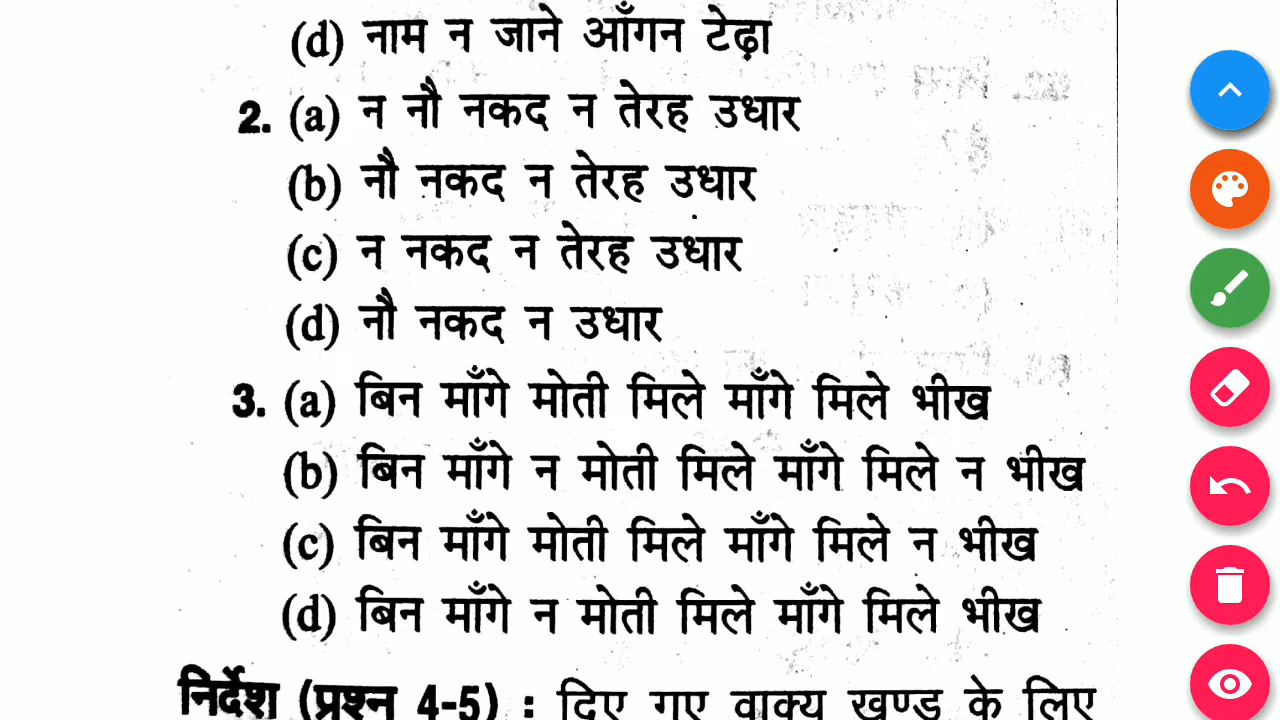 (d) नाम न जाने आँगन टेढ़ा
2. (a) न नौ नकद न तेरह उधार
(b) नौ नकद न तेरह उधार
(c) न नकद न तेरह उधार
(d) नौ नकद न उधार
3. (a) बिन माँगे मोती मिले माँगे मिले भीख
(b) बिन माँगे न मोती मिले माँगे मिले न भीख
(c) बिन माँगे मोती मिले माँगे मिले न भीख
(d) बिन माँगे न मोती मिले माँगे मिले भीख
निर्देश (प्रश्न 4-5) : दिए गए वाक्य खण्ड के लिए